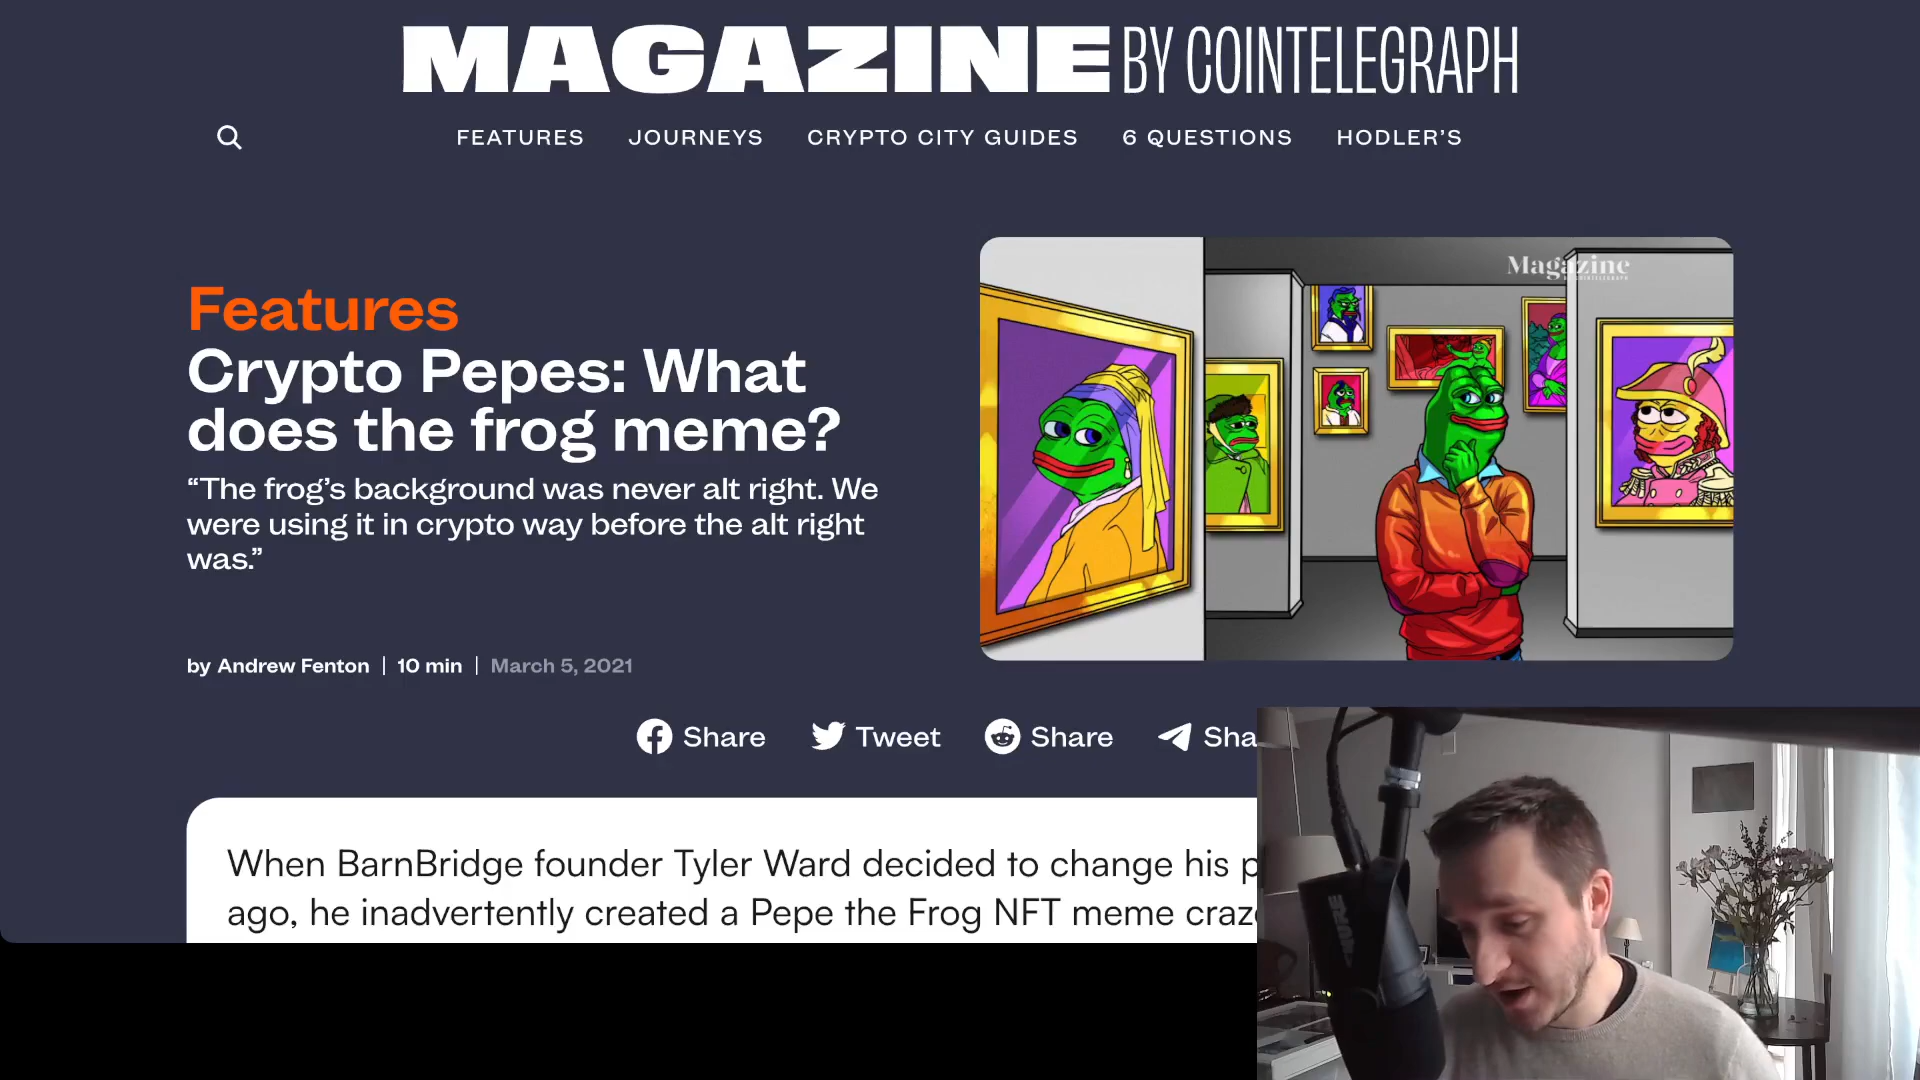 MAGAZINE BY COINTELEGRAPH
FEATURES JOURNEYS CRYPTO CITY GUIDES 6 QUESTIONS HODLER’S
Magazine
Features
Crypto Pepes: What
does the frog meme?
“The frog’s background was never alt right. We
were using it in crypto way before the alt right
was.”
by Andrew Fenton | 10 min | March 5, 2021
Share Tweet Share Sha
When BarnBridge founder Tyler Ward decided to change his p
ago, he inadvertently created a Pepe the Frog NFT meme craz
SHURE